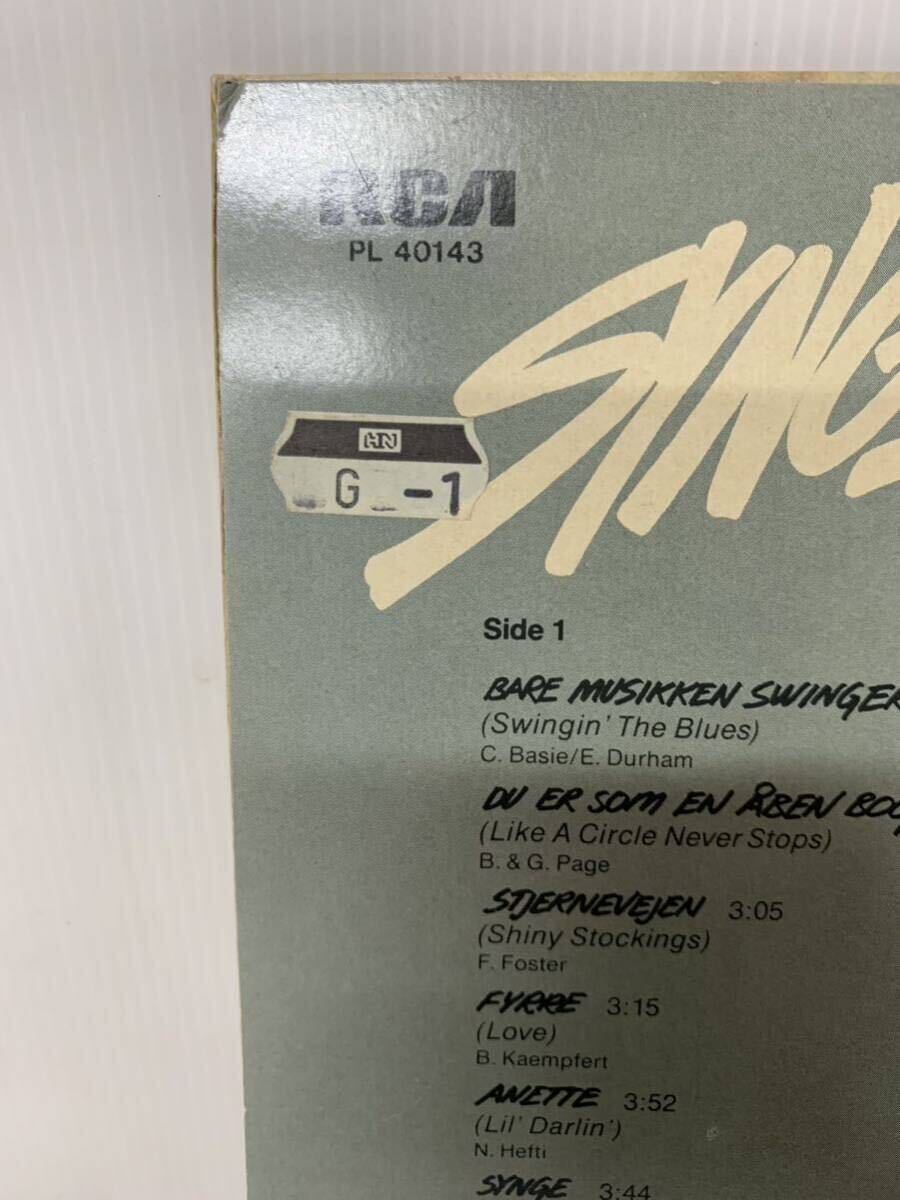 RCA
PL 40143
HN
G -1
Side 1
BARE MUSIKKEN SWINGER
(Swingin' The Blues)
C. Basie/E. Durham
DU ER SOM EN ÅBEN
(Like A Circle Never Stops)
B. & G. Page
STJERNEVEJEN 3:05
(Shiny Stockings)
F. Foster
FYRRE 3:15
(Love)
B. Kaempfert
ANETTE 3:52
(Lil' Darlin')
N. Hefti
SYNGE 3:44